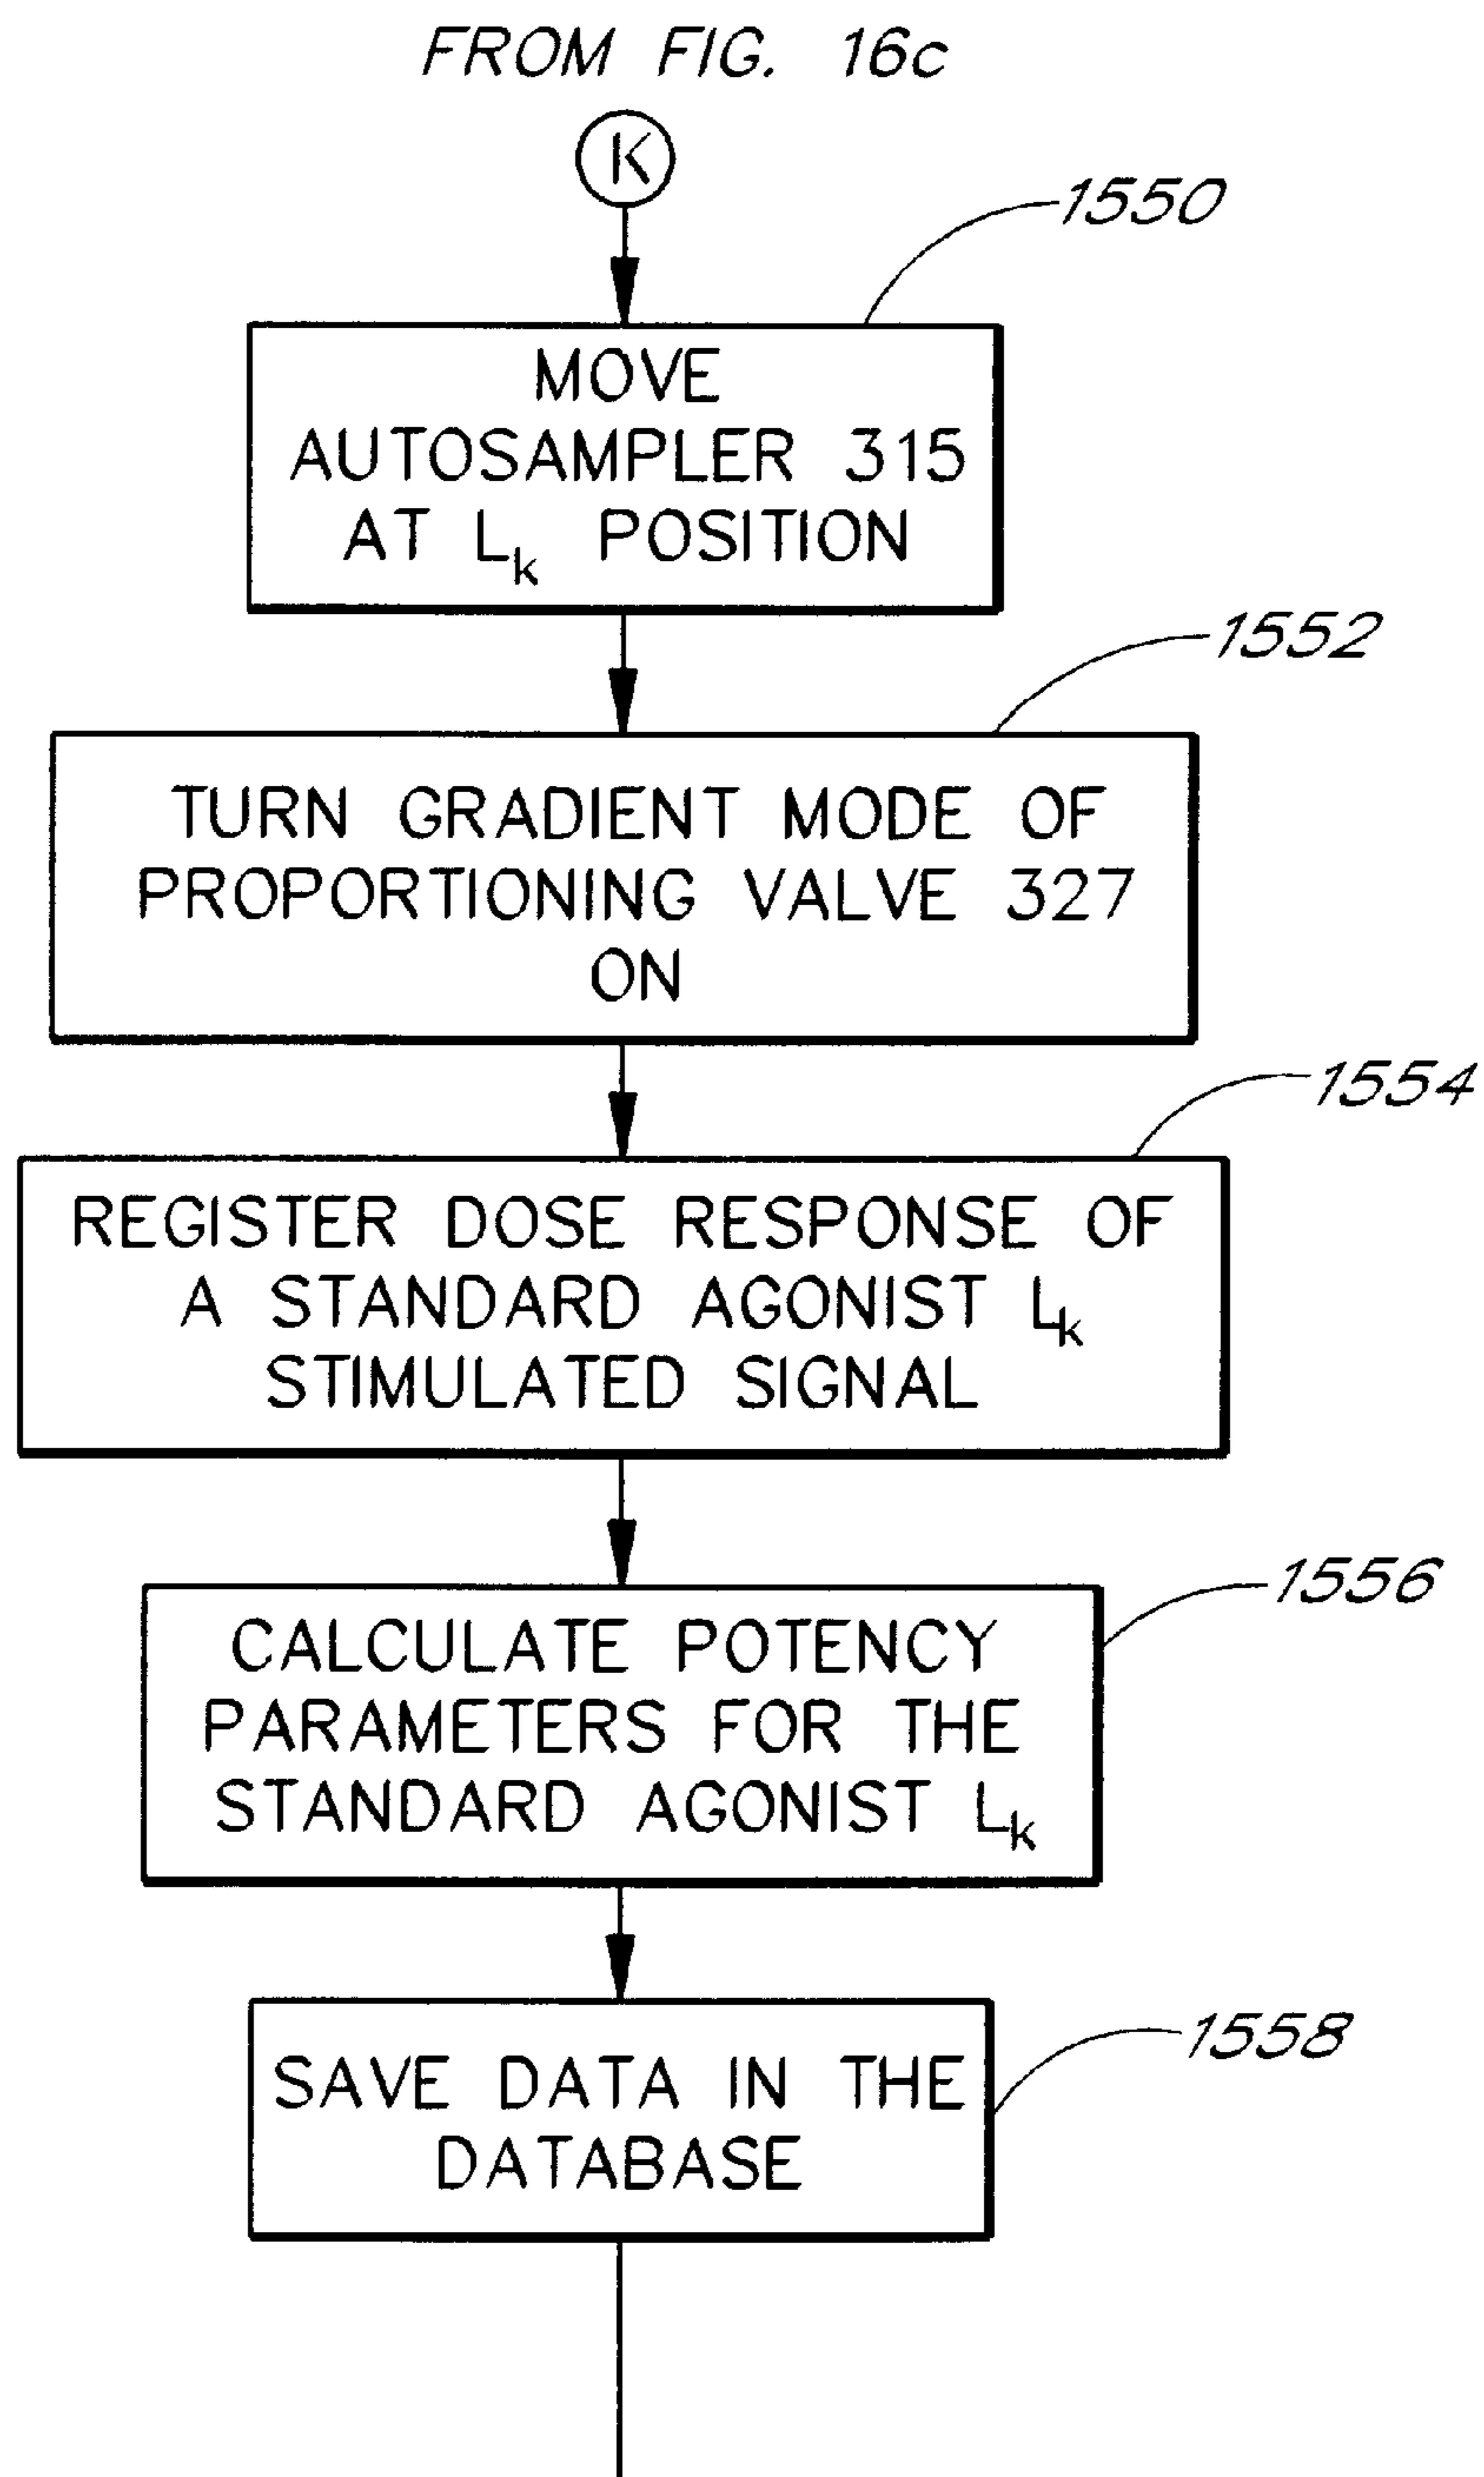 FROM FIG. 16c
K
1550
MOVE
AUTOSAMPLER 315
AT Lk POSITION
1552
TURN GRADIENT MODE OF
PROPORTIONING VALVE 327
ON
1554
REGISTER DOSE RESPONSE OF
A STANDARD AGONIST Lk
STIMULATED SIGNAL
1556
CALCULATE POTENCY
PARAMETERS FOR THE
STANDARD AGONIST Lk
1558
SAVE DATA IN THE
DATABASE